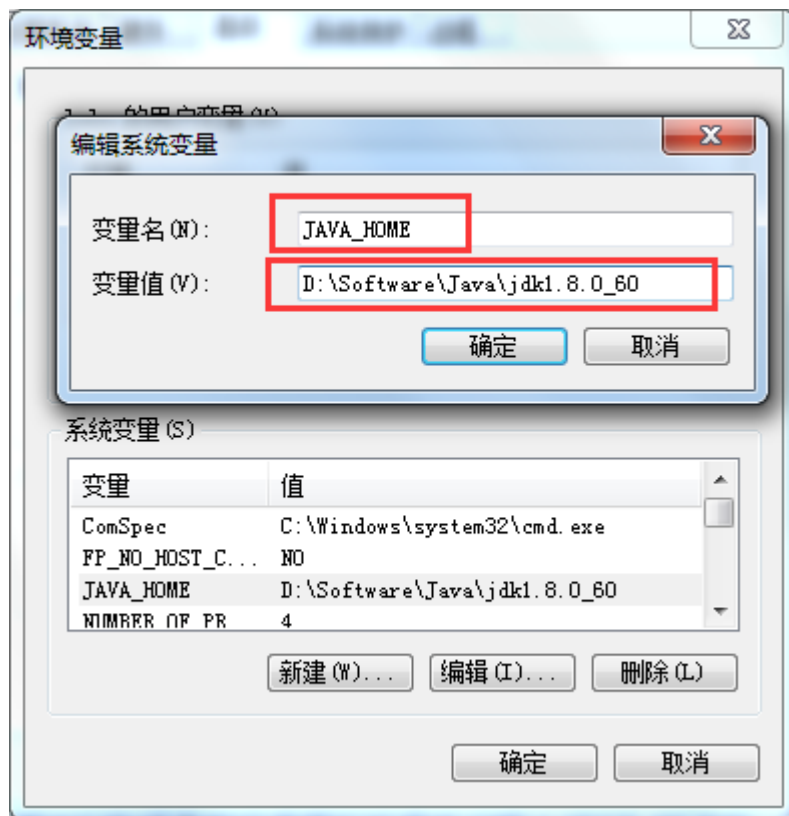 环境变量
编辑系统变量
变量名(N):
JAVA_HOME
变量值(V):
D:\Software\Java\jdk1.8.0_60
确定
取消
系统变量(S)
变量 值
ComSpec C:\Windows\system32\cmd.exe
FP_NO_HOST_C... NO
JAVA_HOME D:\Software\Java\jdk1.8.0_60
NUMBER_OF_PR 4
新建(W)...
编辑(I)...
删除(L)
确定
取消